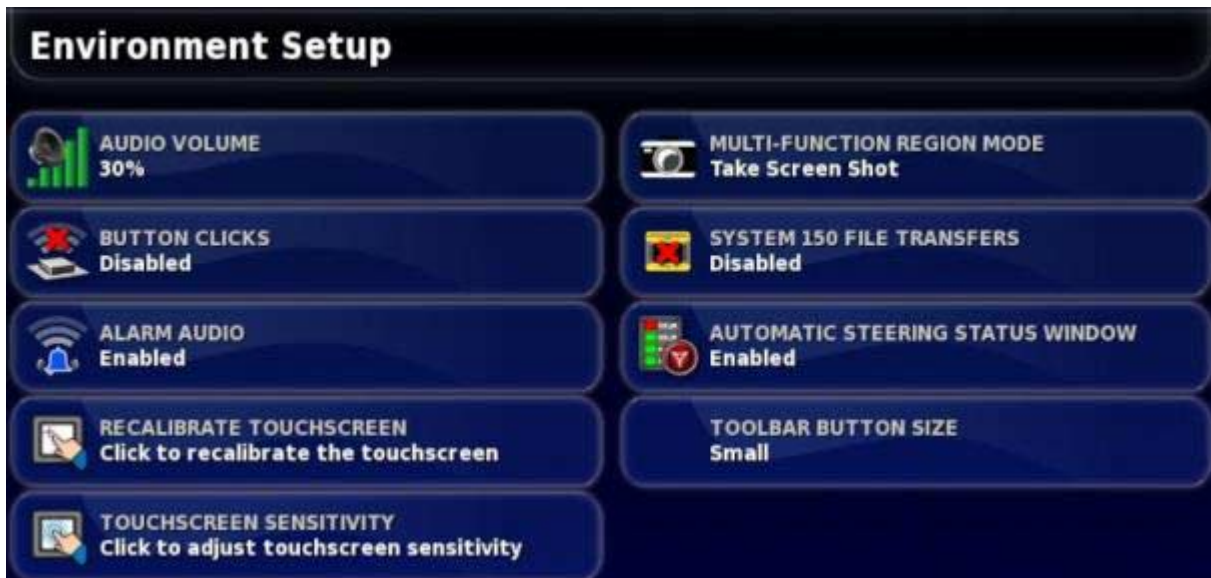 Environment Setup
AUDIO VOLUME
30%
BUTTON CLICKS
Disabled
ALARM AUDIO
Enabled
RECALIBRATE TOUCHSCREEN
Click to recalibrate the touchscreen
TOUCHSCREEN SENSITIVITY
Click to adjust touchscreen sensitivity
MULTI-FUNCTION REGION MODE
Take Screen Shot
SYSTEM 150 FILE TRANSFERS
Disabled
AUTOMATIC STEERING STATUS WINDOW
Enabled
TOOLBAR BUTTON SIZE
Small